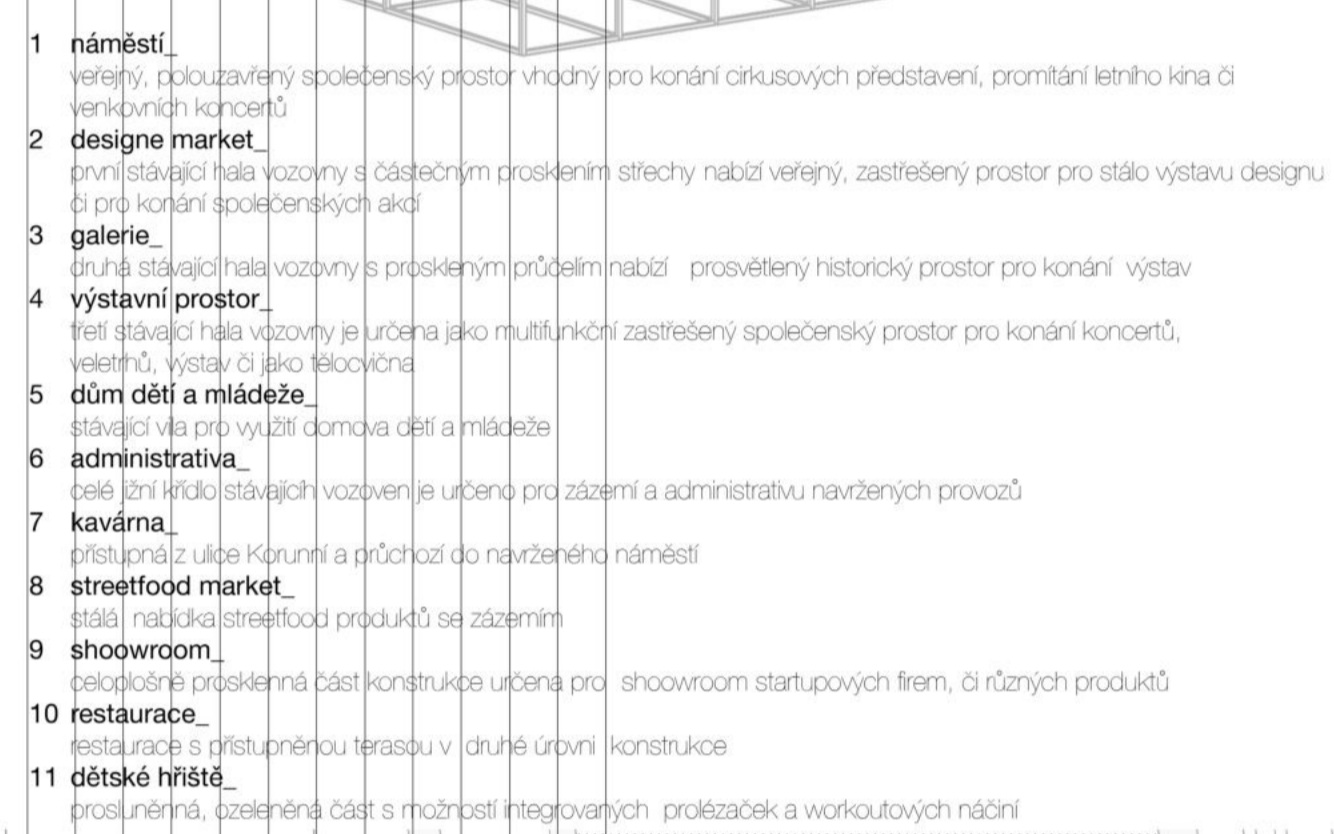 1 náměstí_
veřejný, polouzavřený společenský prostor vhodný pro konání cirkusových představení, promítání letního kina či
venkovních koncertů
2 designe market_
první stávající hala vozovny s částečným prosklením střechy nabízí veřejný, zastřešený prostor pro stálo výstavu designu
či pro konání společenských akcí
3 galerie_
druhá stávající hala vozovny s proskleným průčelím nabízí prosvětlený historický prostor pro konání výstav
4 výstavní prostor_
třetí stávající hala vozovny je určena jako multifunkční zastřešený společenský prostor pro konání koncertů,
veletrhů, výstav či jako tělocvična
5 dům dětí a mládeže_
stávající vila pro využití domova dětí a mládeže
6 administrativa_
celé jižní křídlo stávajícíh vozoven je určeno pro zázemí a administrativu navržených provozů
7 kavárna_
přístupná z ulice Korunní a průchozí do navrženého náměstí
8 streetfood market_
stálá nabídka streetfood produktů se zázemím
9 shoowroom_
celoplošně prosklenná část konstrukce určena pro shoowroom startupových firem, či různých produktů
10 restaurace_
restaurace s přístupněnou terasou v druhé úrovni konstrukce
11 dětské hřiště_
prosluněnná, ozeleněná část s možností integrovaných prolézaček a workoutových náčiní